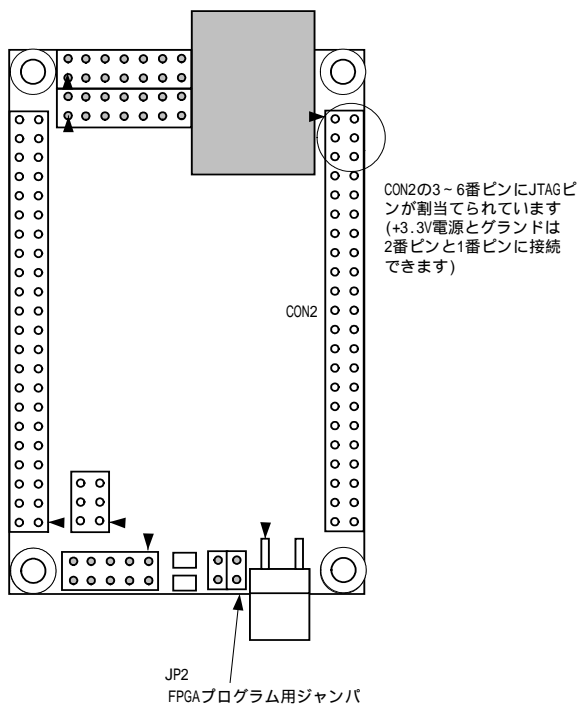 CON2の3~6番ピンにJTAGピ
ンが割当てられています
(+3.3V電源とグランドは
2番ピンと1番ピンに接続
できます)
CON2
JP2
FPGAプログラム用ジャンパ